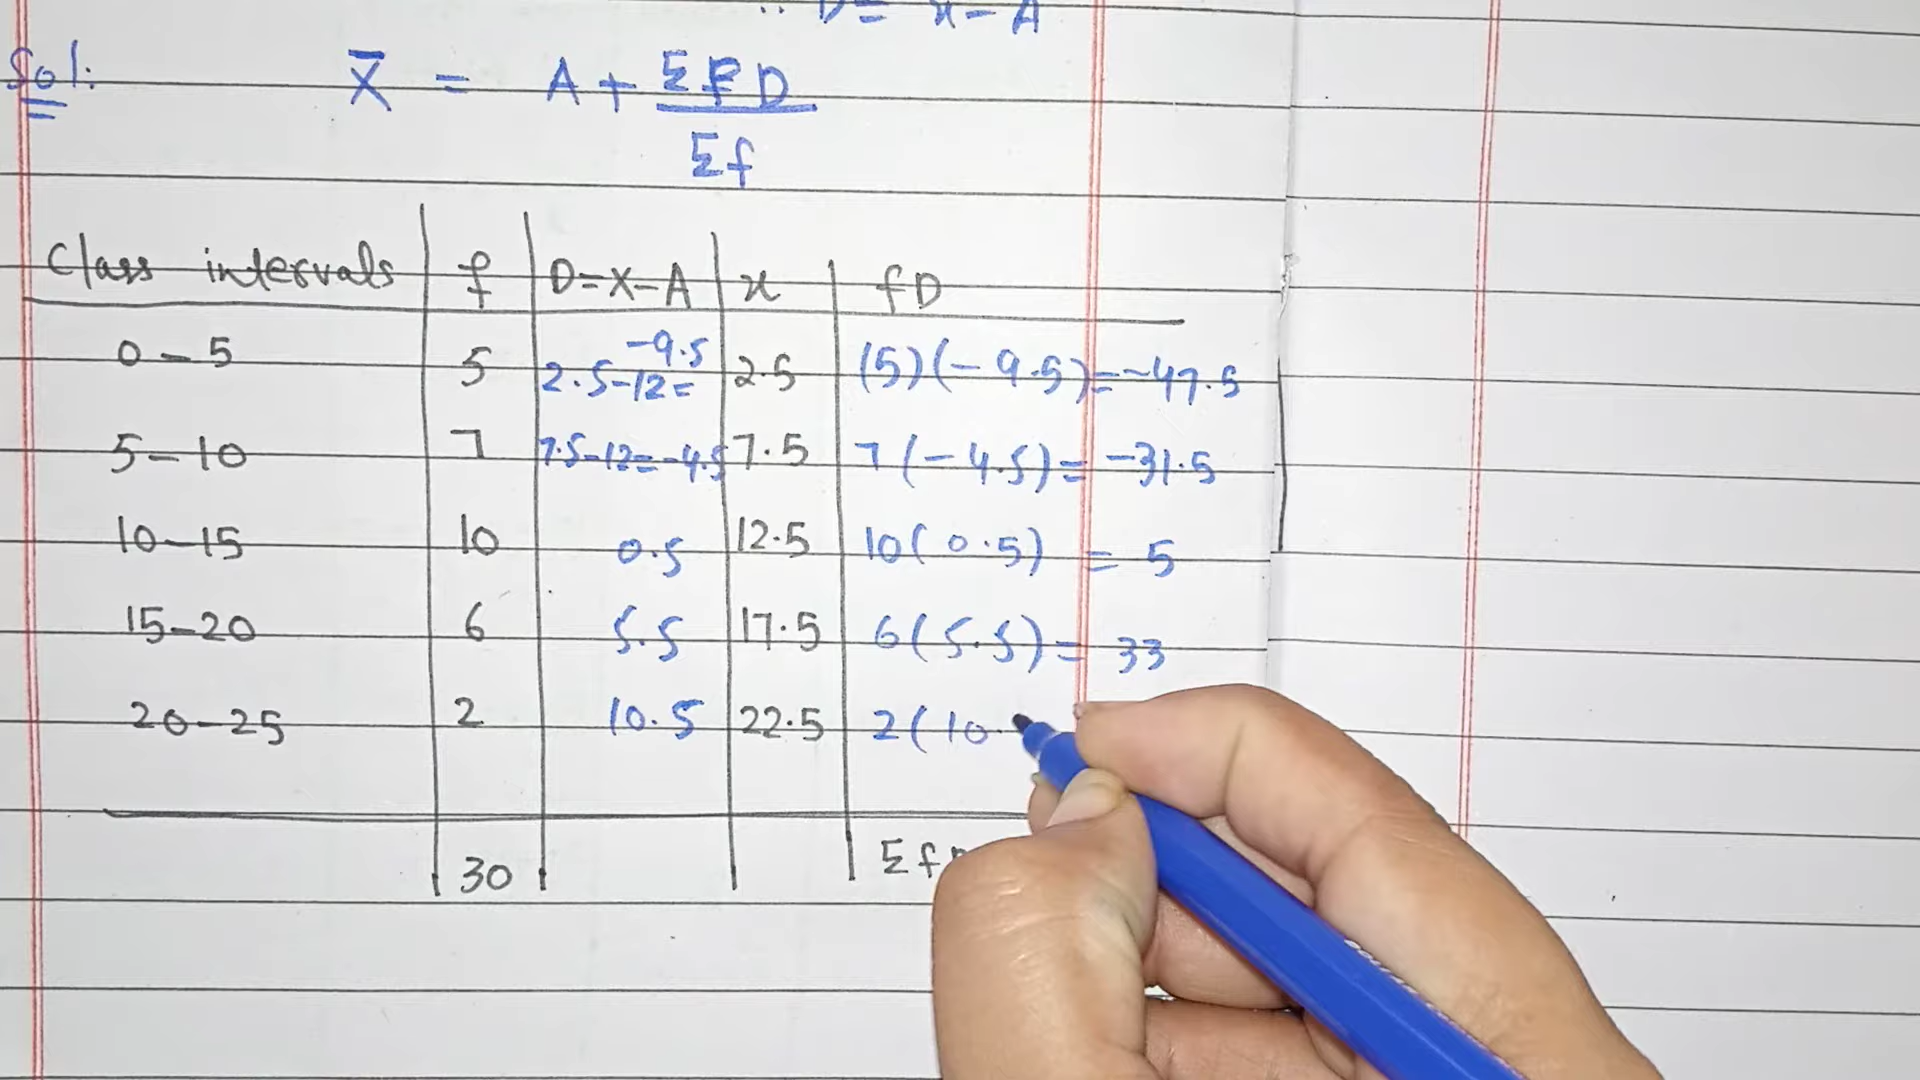 ∴ D = x – A
Sol:
X̄ = A + ΣfD
Σf
Class intervals f D=X–A x fD
0 – 5 5 2.5–12= –9.5 2.5 (5)(–9.5)= –47.5
5 – 10 7 7.5–12=–4.5 7.5 7(–4.5)= –31.5
10–15 10 0.5 12.5 10(0.5) = 5
15–20 6 5.5 17.5 6(5.5)= 33
20–25 2 10.5 22.5 2(10.
30 Σf